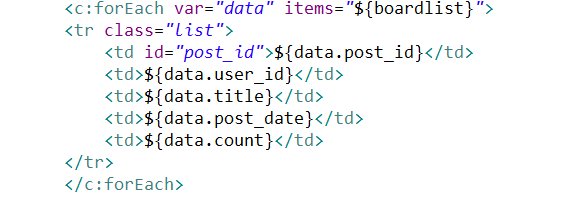 <c:forEach var="data" items="${boardlist}">
<tr class="list">
<td id="post_id">${data.post_id}</td>
<td>${data.user_id}</td>
<td>${data.title}</td>
<td>${data.post_date}</td>
<td>${data.count}</td>
</tr>
</c:forEach>